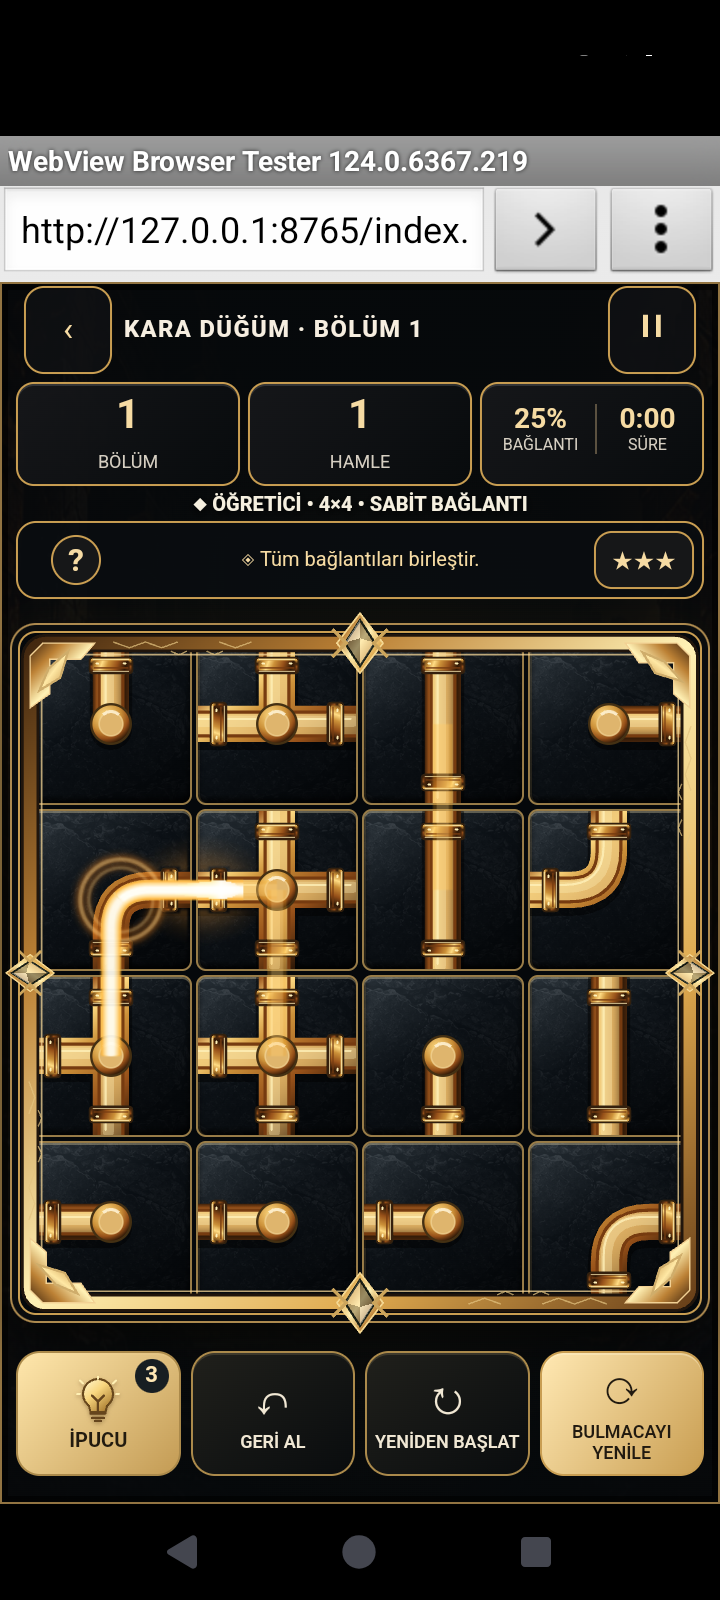 WebView Browser Tester 124.0.6367.219
http://127.0.0.1:8765/index.
KARA DÜĞÜM · BÖLÜM 1
1
BÖLÜM
1
HAMLE
25%
BAĞLANTI
0:00
SÜRE
◆ ÖĞRETİCİ • 4×4 • SABİT BAĞLANTI
?
◈ Tüm bağlantıları birleştir.
★★★
3
İPUCU
GERİ AL
YENİDEN BAŞLAT
BULMACAYI
YENİLE